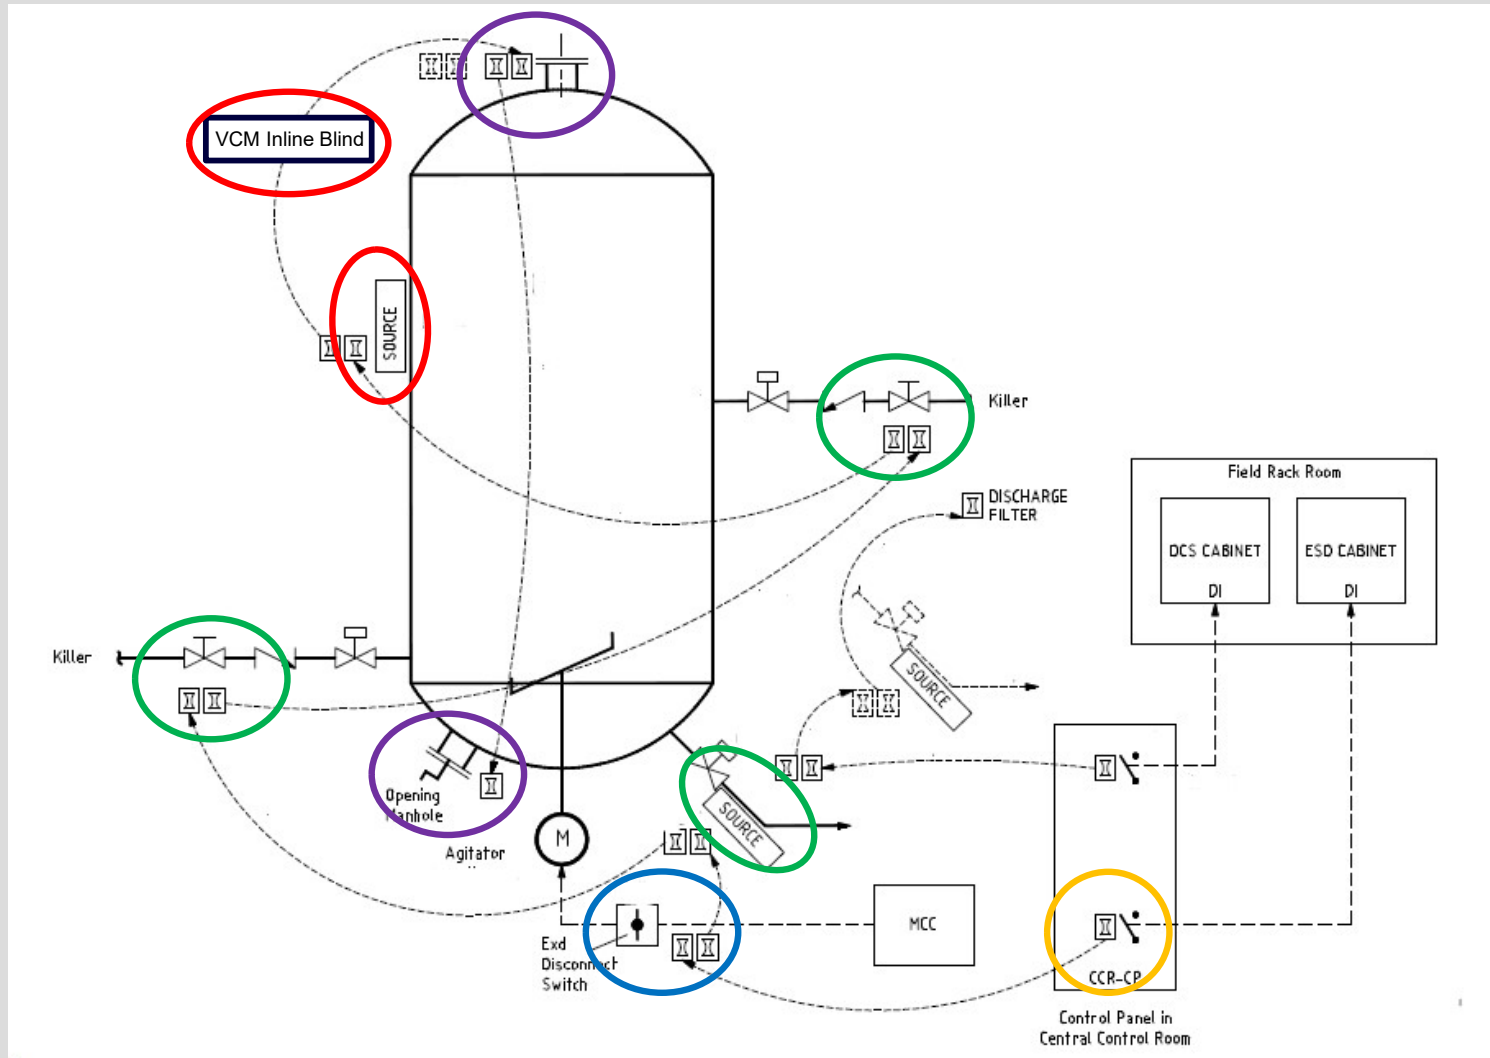 VCM Inline Blind
SOURCE
Killer
DISCHARGE
FILTER
Field Rack Room
DCS CABINET
ESD CABINET
DI
DI
Killer
SOURCE
Opening
Manhole
SOURCE
Agitator
M
MCC
Exd
Disconnect
Switch
CCR-CP
Control Panel in
Central Control Room